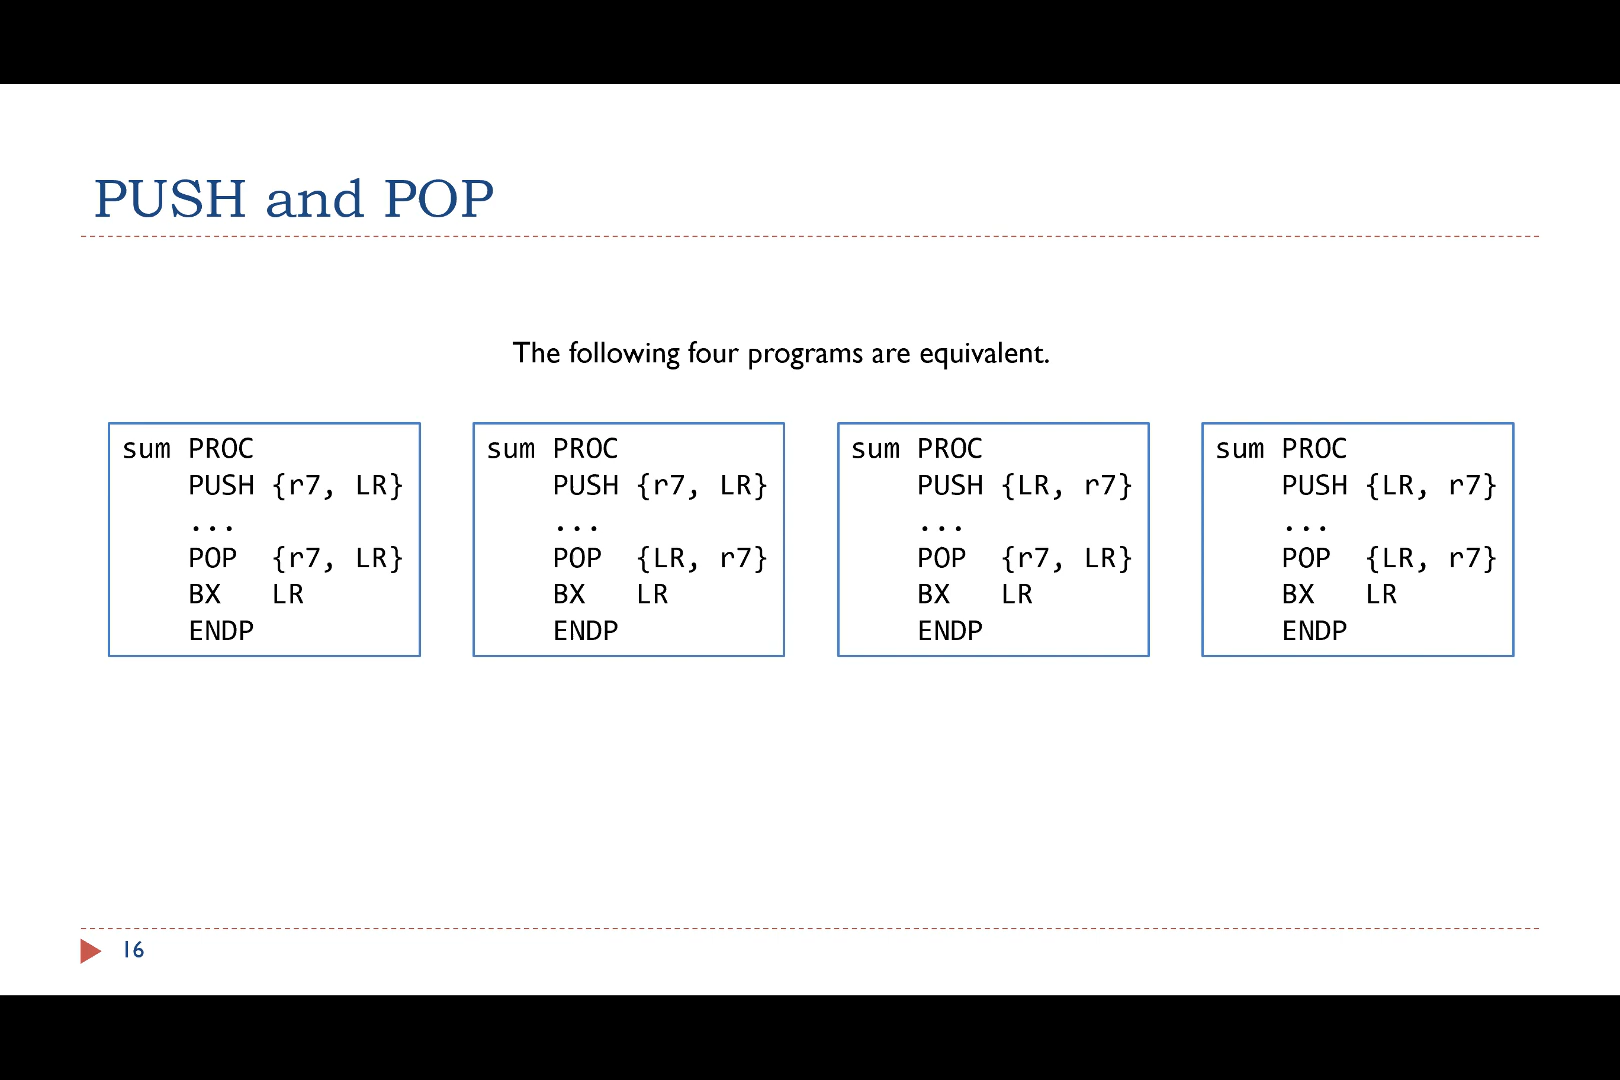 PUSH and POP
The following four programs are equivalent.
sum PROC
PUSH {r7, LR}
...
POP {r7, LR}
BX LR
ENDP
sum PROC
PUSH {r7, LR}
...
POP {LR, r7}
BX LR
ENDP
sum PROC
PUSH {LR, r7}
...
POP {r7, LR}
BX LR
ENDP
sum PROC
PUSH {LR, r7}
...
POP {LR, r7}
BX LR
ENDP
16